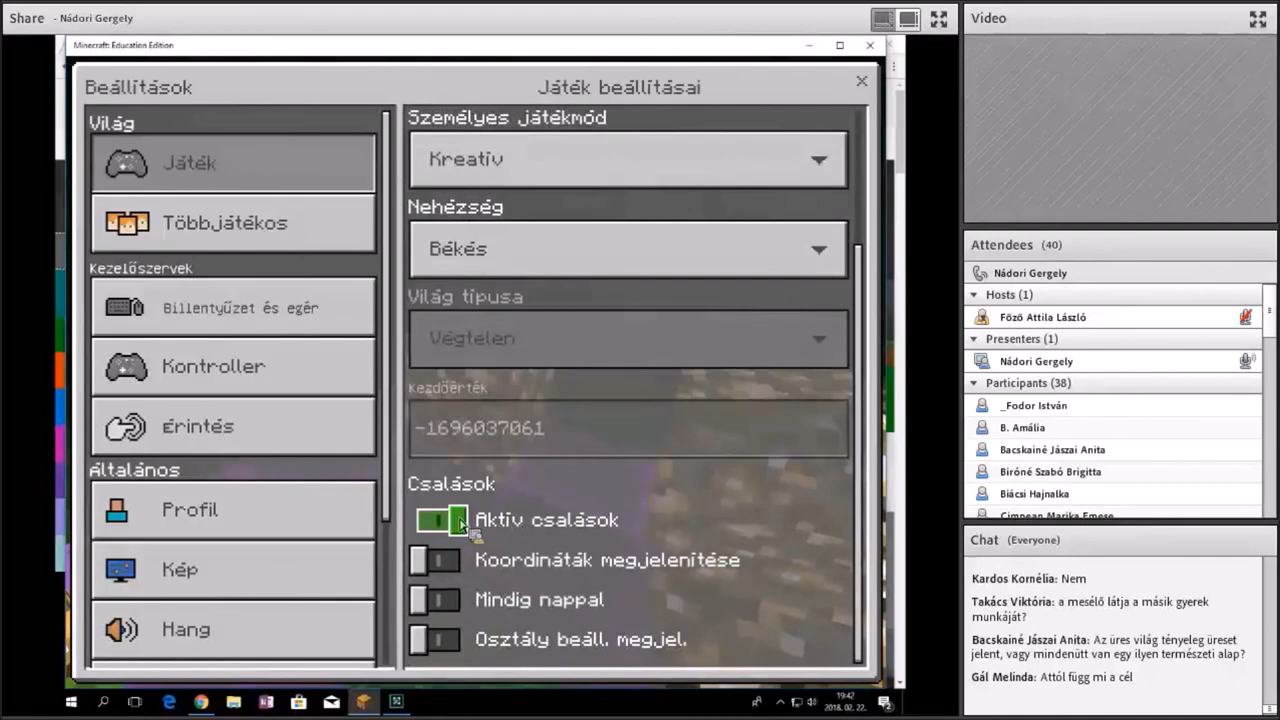 Share - Nádori Gergely
Minecraft: Education Edition
Beállítások
Világ
Játék
Többjátékos
Kezelőszervek
Billentyűzet és egér
Kontroller
Érintés
Általános
Profil
Kép
Hang
Játék beállításai
Személyes játékmód
Kreatív
Nehézség
Békés
Világ típusa
Végtelen
Kezdőérték
-1696037061
Csalások
Aktív csalások
Koordináták megjelenítése
Mindig nappal
Osztály beáll. megjel.
19:42
2018. 02. 22.
Video
Attendees (40)
Nádori Gergely
Hosts (1)
Főző Attila László
Presenters (1)
Nádori Gergely
Participants (38)
_Fodor István
B. Amália
Bacskainé Jászai Anita
Biróné Szabó Brigitta
Biácsi Hajnalka
Cimpean Marika Emese
Chat (Everyone)
Kardos Kornélia: Nem
Takács Viktória: a mesélő látja a másik gyerek
munkáját?
Bacskainé Jászai Anita: Az üres világ tényeleg üreset
jelent, vagy mindenütt van egy ilyen természeti alap?
Gál Melinda: Attól függ mi a cél